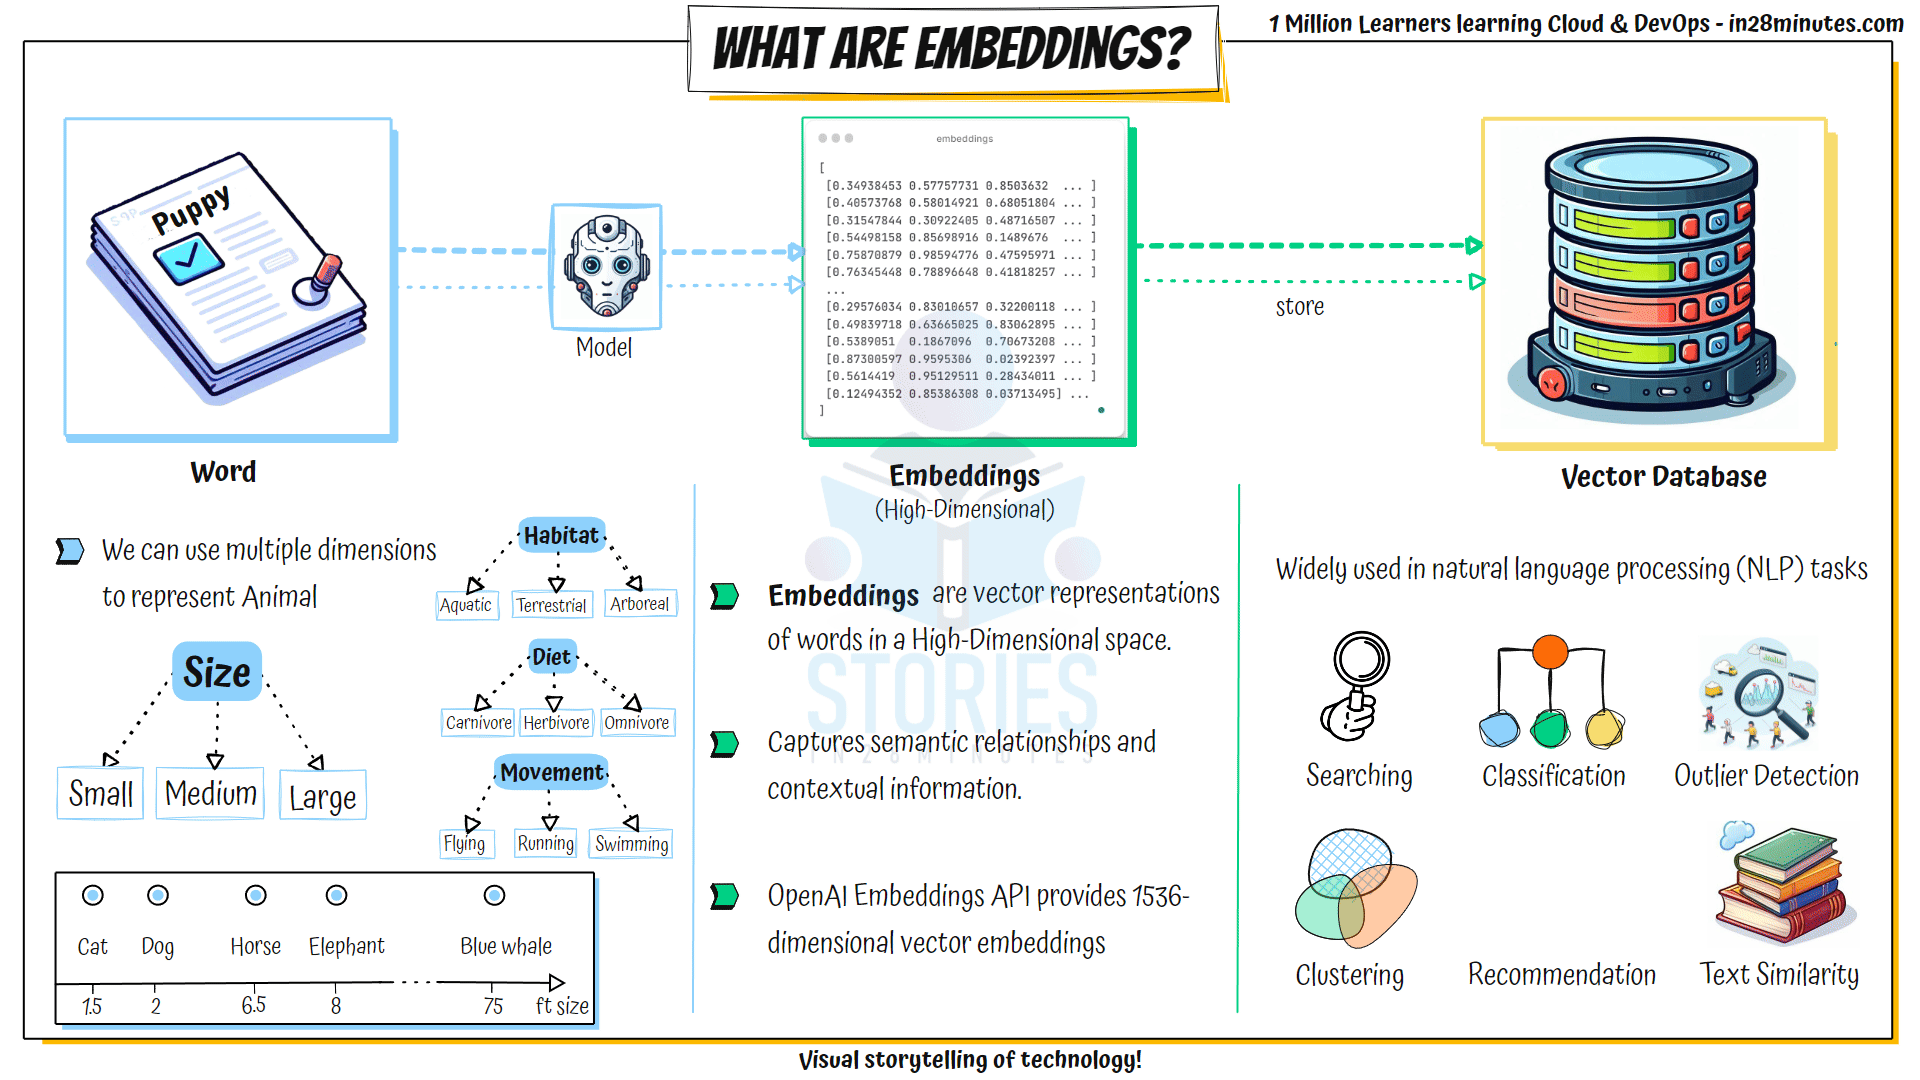 WHAT ARE EMBEDDINGS?
1 Million Learners learning Cloud & DevOps - in28minutes.com
Puppy
Word
Model
embeddings
[
[0.34938453 0.57757731 0.8503632 ... ]
[0.40573768 0.58014921 0.68051804 ... ]
[0.31547844 0.30922405 0.48716507 ... ]
[0.54498158 0.85698916 0.1489676 ... ]
[0.75870879 0.98594776 0.47595971 ... ]
[0.76345448 0.78896648 0.41818257 ... ]
...
[0.29576034 0.83010657 0.32200118 ... ]
[0.49839718 0.63665025 0.83062895 ... ]
[0.5389051 0.1867096 0.70673208 ... ]
[0.87300597 0.9595306 0.02392397 ... ]
[0.5614419 0.95129511 0.28434011 ... ]
[0.12494352 0.85386308 0.03713495] ...
]
Embeddings
(High-Dimensional)
store
Vector Database
We can use multiple dimensions
to represent Animal
Size
Small Medium Large
Habitat
Aquatic Terrestrial Arboreal
Diet
Carnivore Herbivore Omnivore
Movement
Flying Running Swimming
Cat Dog Horse Elephant Blue whale
1.5 2 6.5 8 75 ft size
Embeddings are vector representations
of words in a High-Dimensional space.
STORIES
IN28MINUTES
Captures semantic relationships and
contextual information.
OpenAI Embeddings API provides 1536-
dimensional vector embeddings
Widely used in natural language processing (NLP) tasks
Searching Classification Outlier Detection
Clustering Recommendation Text Similarity
Visual storytelling of technology!